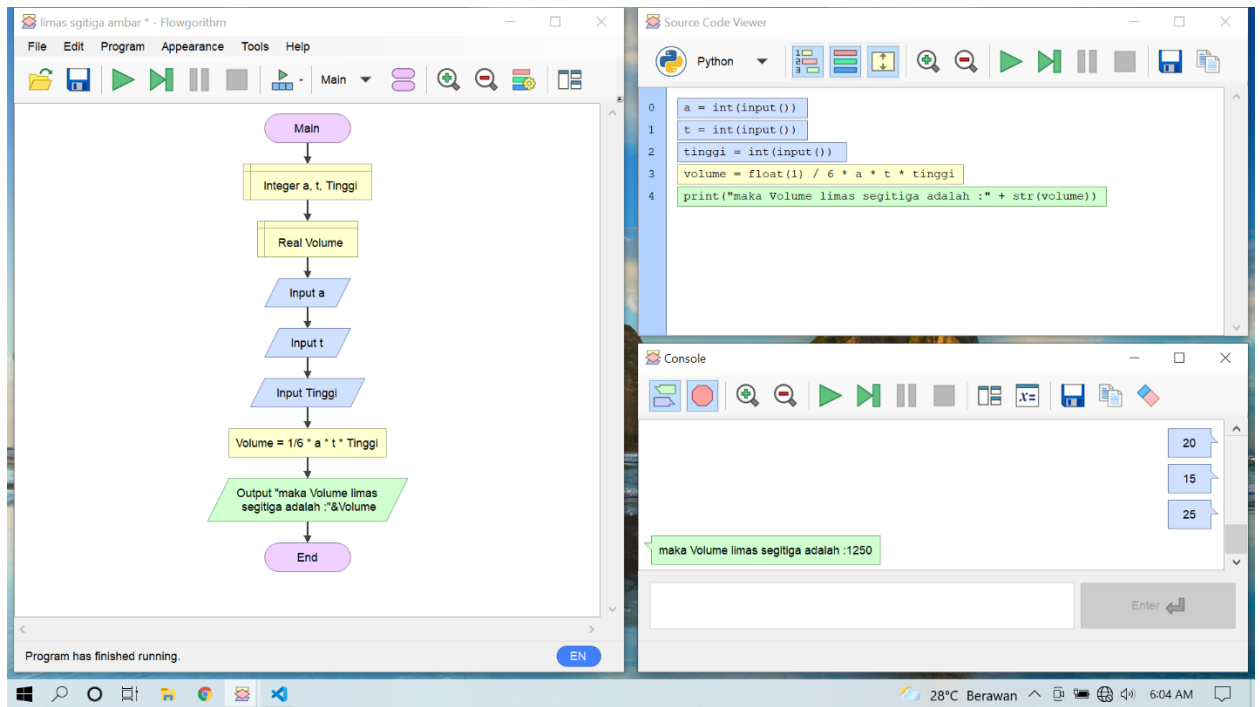 limas sgitiga ambar * - Flowgorithm
File Edit Program Appearance Tools Help
Main
Main
Integer a, t, Tinggi
Real Volume
Input a
Input t
Input Tinggi
Volume = 1/6 * a * t * Tinggi
Output "maka Volume limas
segitiga adalah :"&Volume
End
Program has finished running.
EN
Source Code Viewer
Python
1
2
3
0 a = int(input())
1 t = int(input())
2 tinggi = int(input())
3 volume = float(1) / 6 * a * t * tinggi
4 print("maka Volume limas segitiga adalah :" + str(volume))
Console
x=
20
15
25
maka Volume limas segitiga adalah :1250
Enter
28°C Berawan 6:04 AM